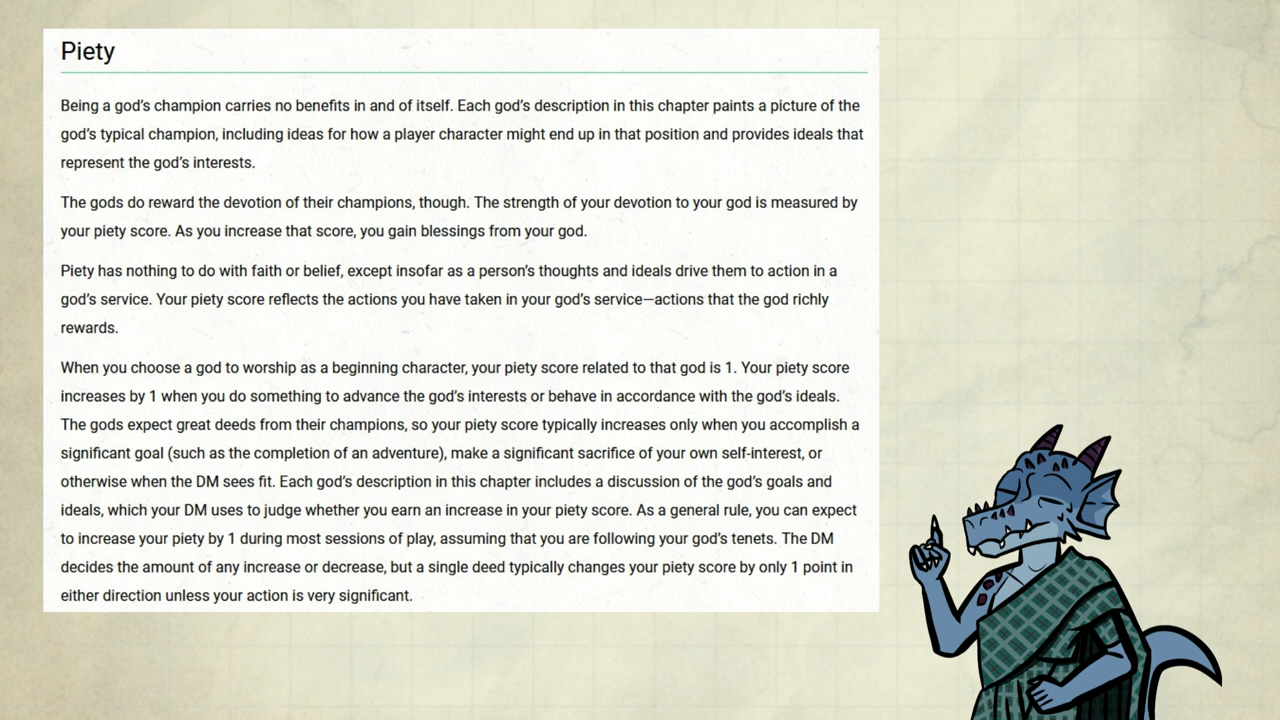 Piety
Being a god's champion carries no benefits in and of itself. Each god's description in this chapter paints a picture of the
god's typical champion, including ideas for how a player character might end up in that position and provides ideals that
represent the god's interests.
The gods do reward the devotion of their champions, though. The strength of your devotion to your god is measured by
your piety score. As you increase that score, you gain blessings from your god.
Piety has nothing to do with faith or belief, except insofar as a person's thoughts and ideals drive them to action in a
god's service. Your piety score reflects the actions you have taken in your god's service—actions that the god richly
rewards.
When you choose a god to worship as a beginning character, your piety score related to that god is 1. Your piety score
increases by 1 when you do something to advance the god's interests or behave in accordance with the god's ideals.
The gods expect great deeds from their champions, so your piety score typically increases only when you accomplish a
significant goal (such as the completion of an adventure), make a significant sacrifice of your own self-interest, or
otherwise when the DM sees fit. Each god's description in this chapter includes a discussion of the god's goals and
ideals, which your DM uses to judge whether you earn an increase in your piety score. As a general rule, you can expect
to increase your piety by 1 during most sessions of play, assuming that you are following your god's tenets. The DM
decides the amount of any increase or decrease, but a single deed typically changes your piety score by only 1 point in
either direction unless your action is very significant.